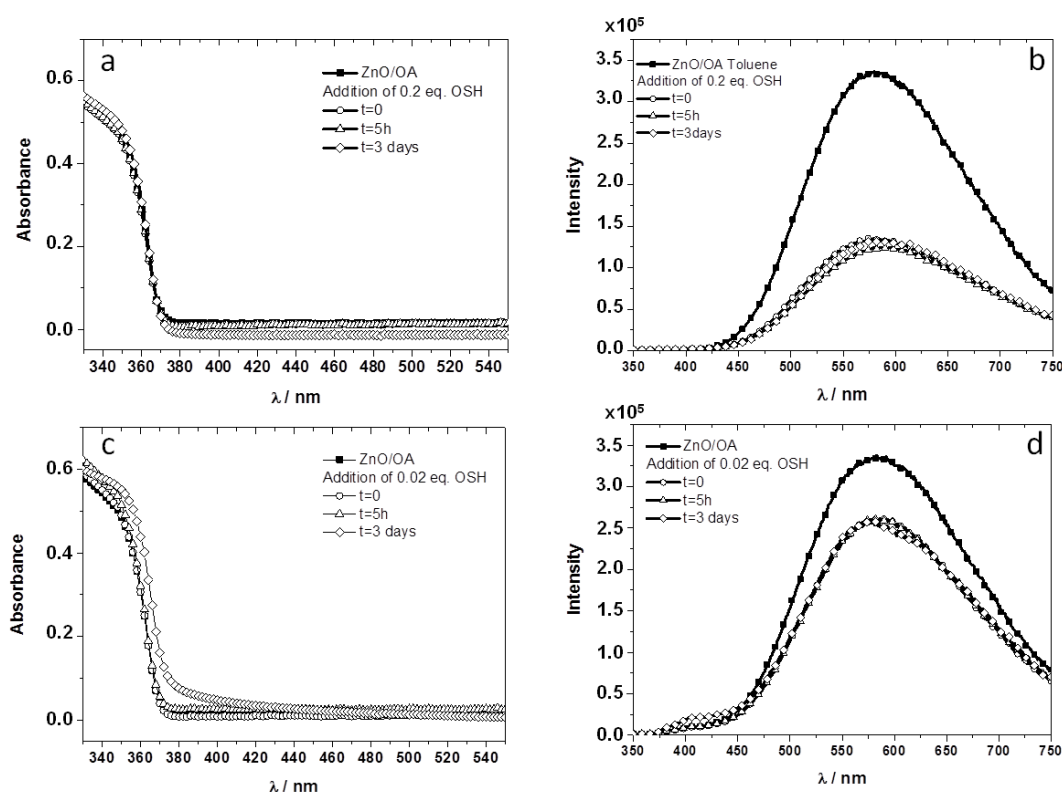 a
ZnO/OA
Addition of 0.2 eq. OSH
t=0
t=5h
t=3 days
Absorbance
0.6
0.4
0.2
0.0
340 360 380 400 420 440 460 480 500 520 540
λ / nm
x10⁵
b
ZnO/OA Toluene
Addition of 0.2 eq. OSH
t=0
t=5h
t=3days
Intensity
3.5
3.0
2.5
2.0
1.5
1.0
0.5
0.0
350 400 450 500 550 600 650 700 750
λ / nm
c
ZnO/OA
Addition of 0.02 eq. OSH
t=0
t=5h
t=3 days
Absorbance
0.6
0.4
0.2
0.0
340 360 380 400 420 440 460 480 500 520 540
λ / nm
x10⁵
d
ZnO/OA
Addition of 0.02 eq. OSH
t=0
t=5h
t=3 days
Intensity
3.5
3.0
2.5
2.0
1.5
1.0
0.5
0.0
350 400 450 500 550 600 650 700 750
λ / nm